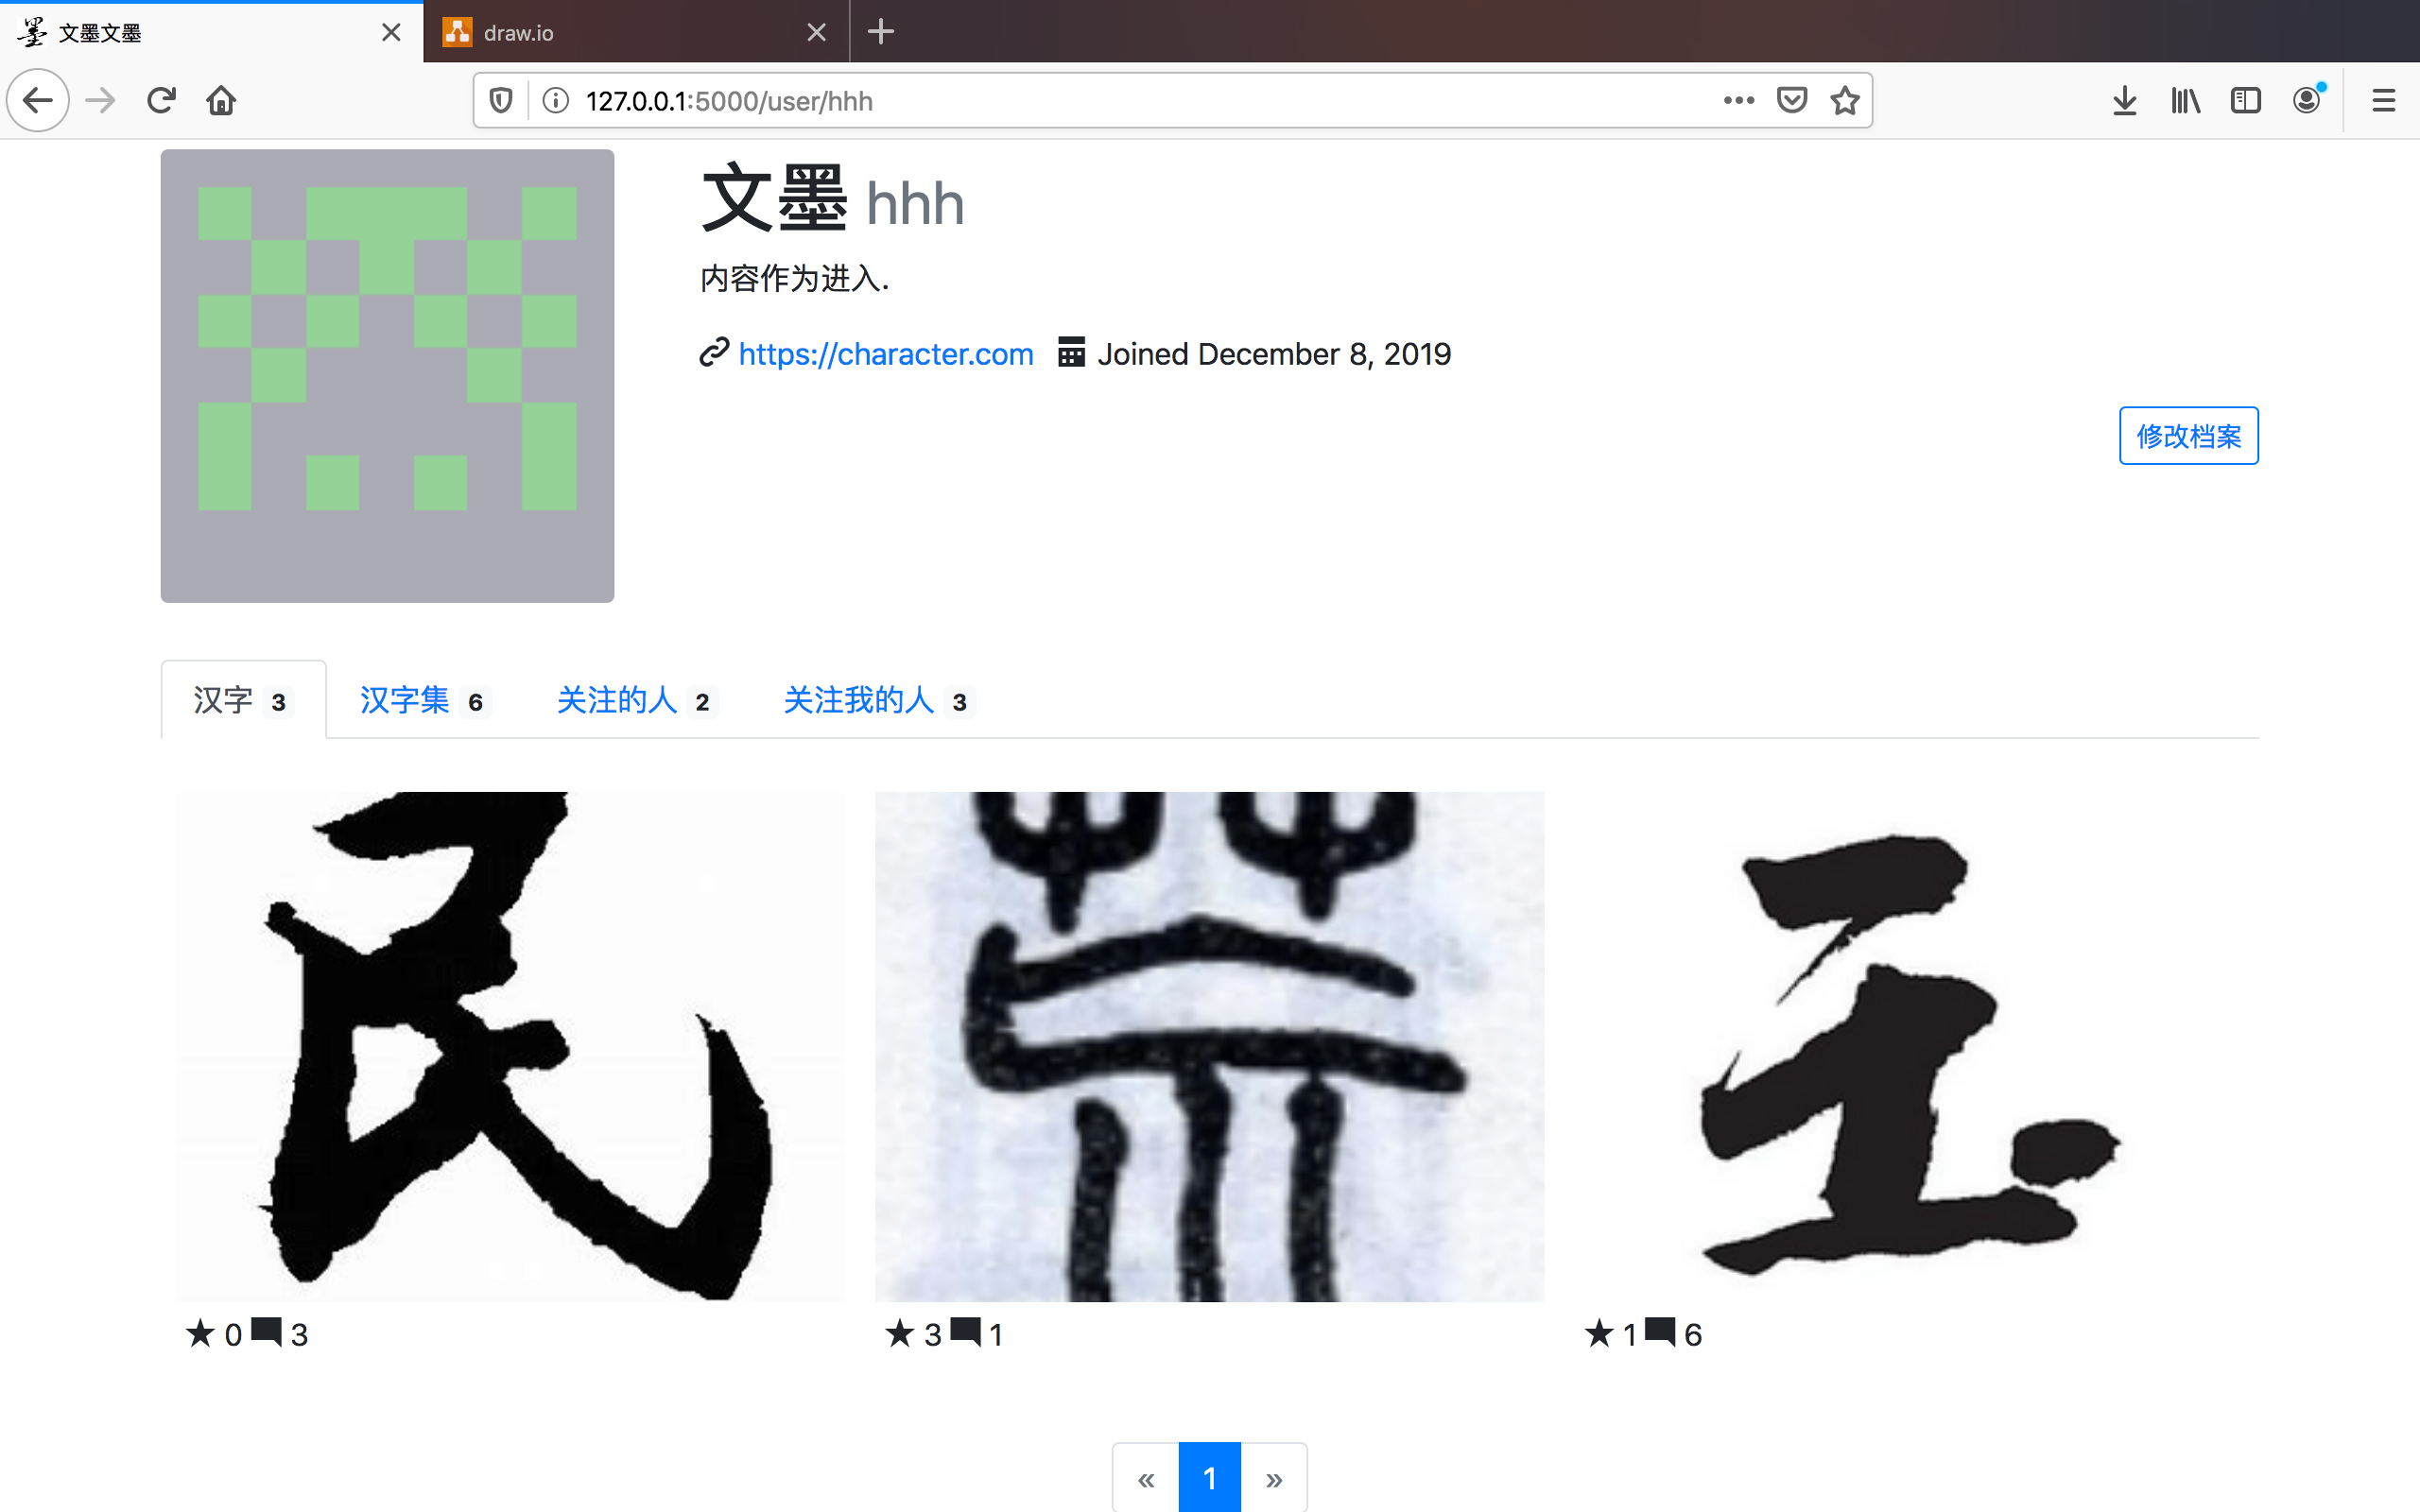 文墨文墨
draw.io
127.0.0.1:5000/user/hhh
文墨 hhh
内容作为进入.
https://character.com Joined December 8, 2019
修改档案
汉字 3 汉字集 6 关注的人 2 关注我的人 3
民
玉
★ 0 3 ★ 3 1 ★ 1 6
« 1 »